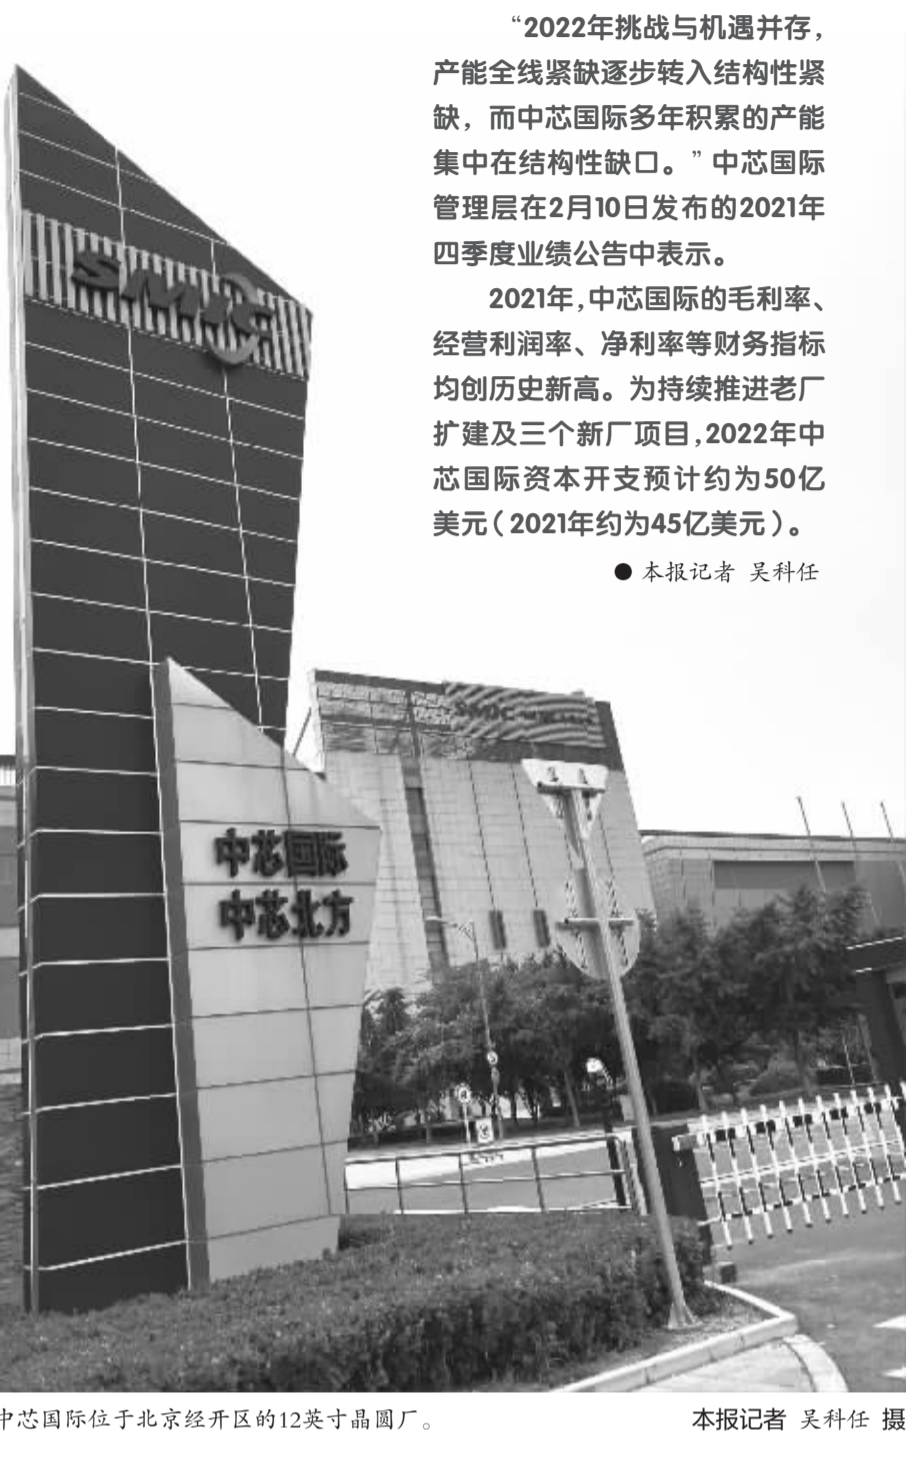 “2022年挑战与机遇并存，
产能全线紧缺逐步转入结构性紧
缺，而中芯国际多年积累的产能
集中在结构性缺口。”中芯国际
管理层在2月10日发布的2021年
四季度业绩公告中表示。
2021年，中芯国际的毛利率、
经营利润率、净利率等财务指标
均创历史新高。为持续推进老厂
扩建及三个新厂项目，2022年中
芯国际资本开支预计约为50亿
美元（2021年约为45亿美元）。
● 本报记者 吴科任
SMIC
中芯国际
中芯北方
中芯国际位于北京经开区的12英寸晶圆厂。
本报记者 吴科任 摄